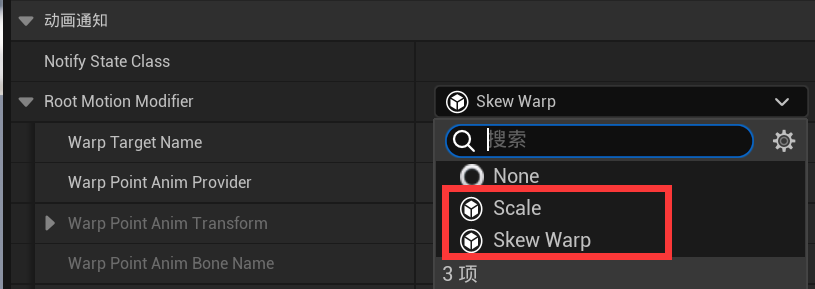 动画通知
Notify State Class
Root Motion Modifier
Skew Warp
Warp Target Name
搜索
Warp Point Anim Provider
None
Warp Point Anim Transform
Scale
Skew Warp
Warp Point Anim Bone Name
3 项